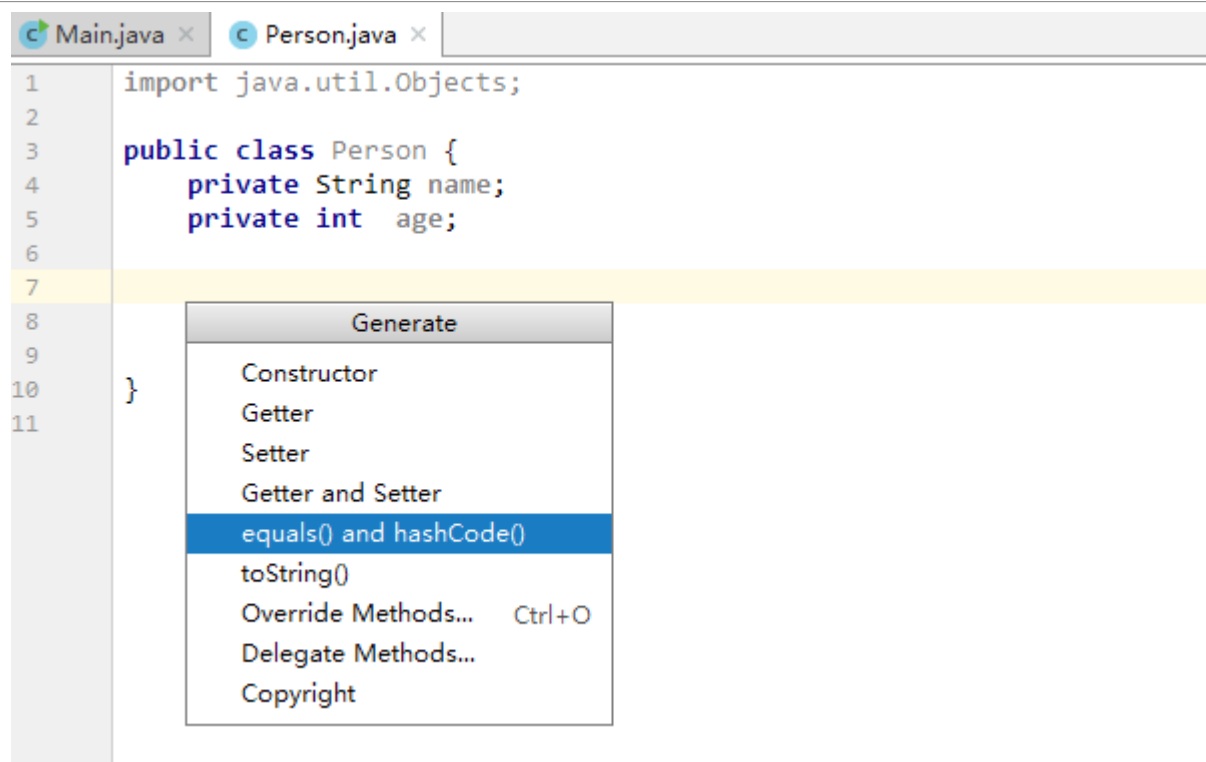 Main.java × Person.java ×
1 import java.util.Objects;
2
3 public class Person {
4 private String name;
5 private int  age;
6
7
8 Generate
9
Constructor
10 }
Getter
11
Setter
Getter and Setter
equals() and hashCode()
toString()
Override Methods... Ctrl+O
Delegate Methods...
Copyright